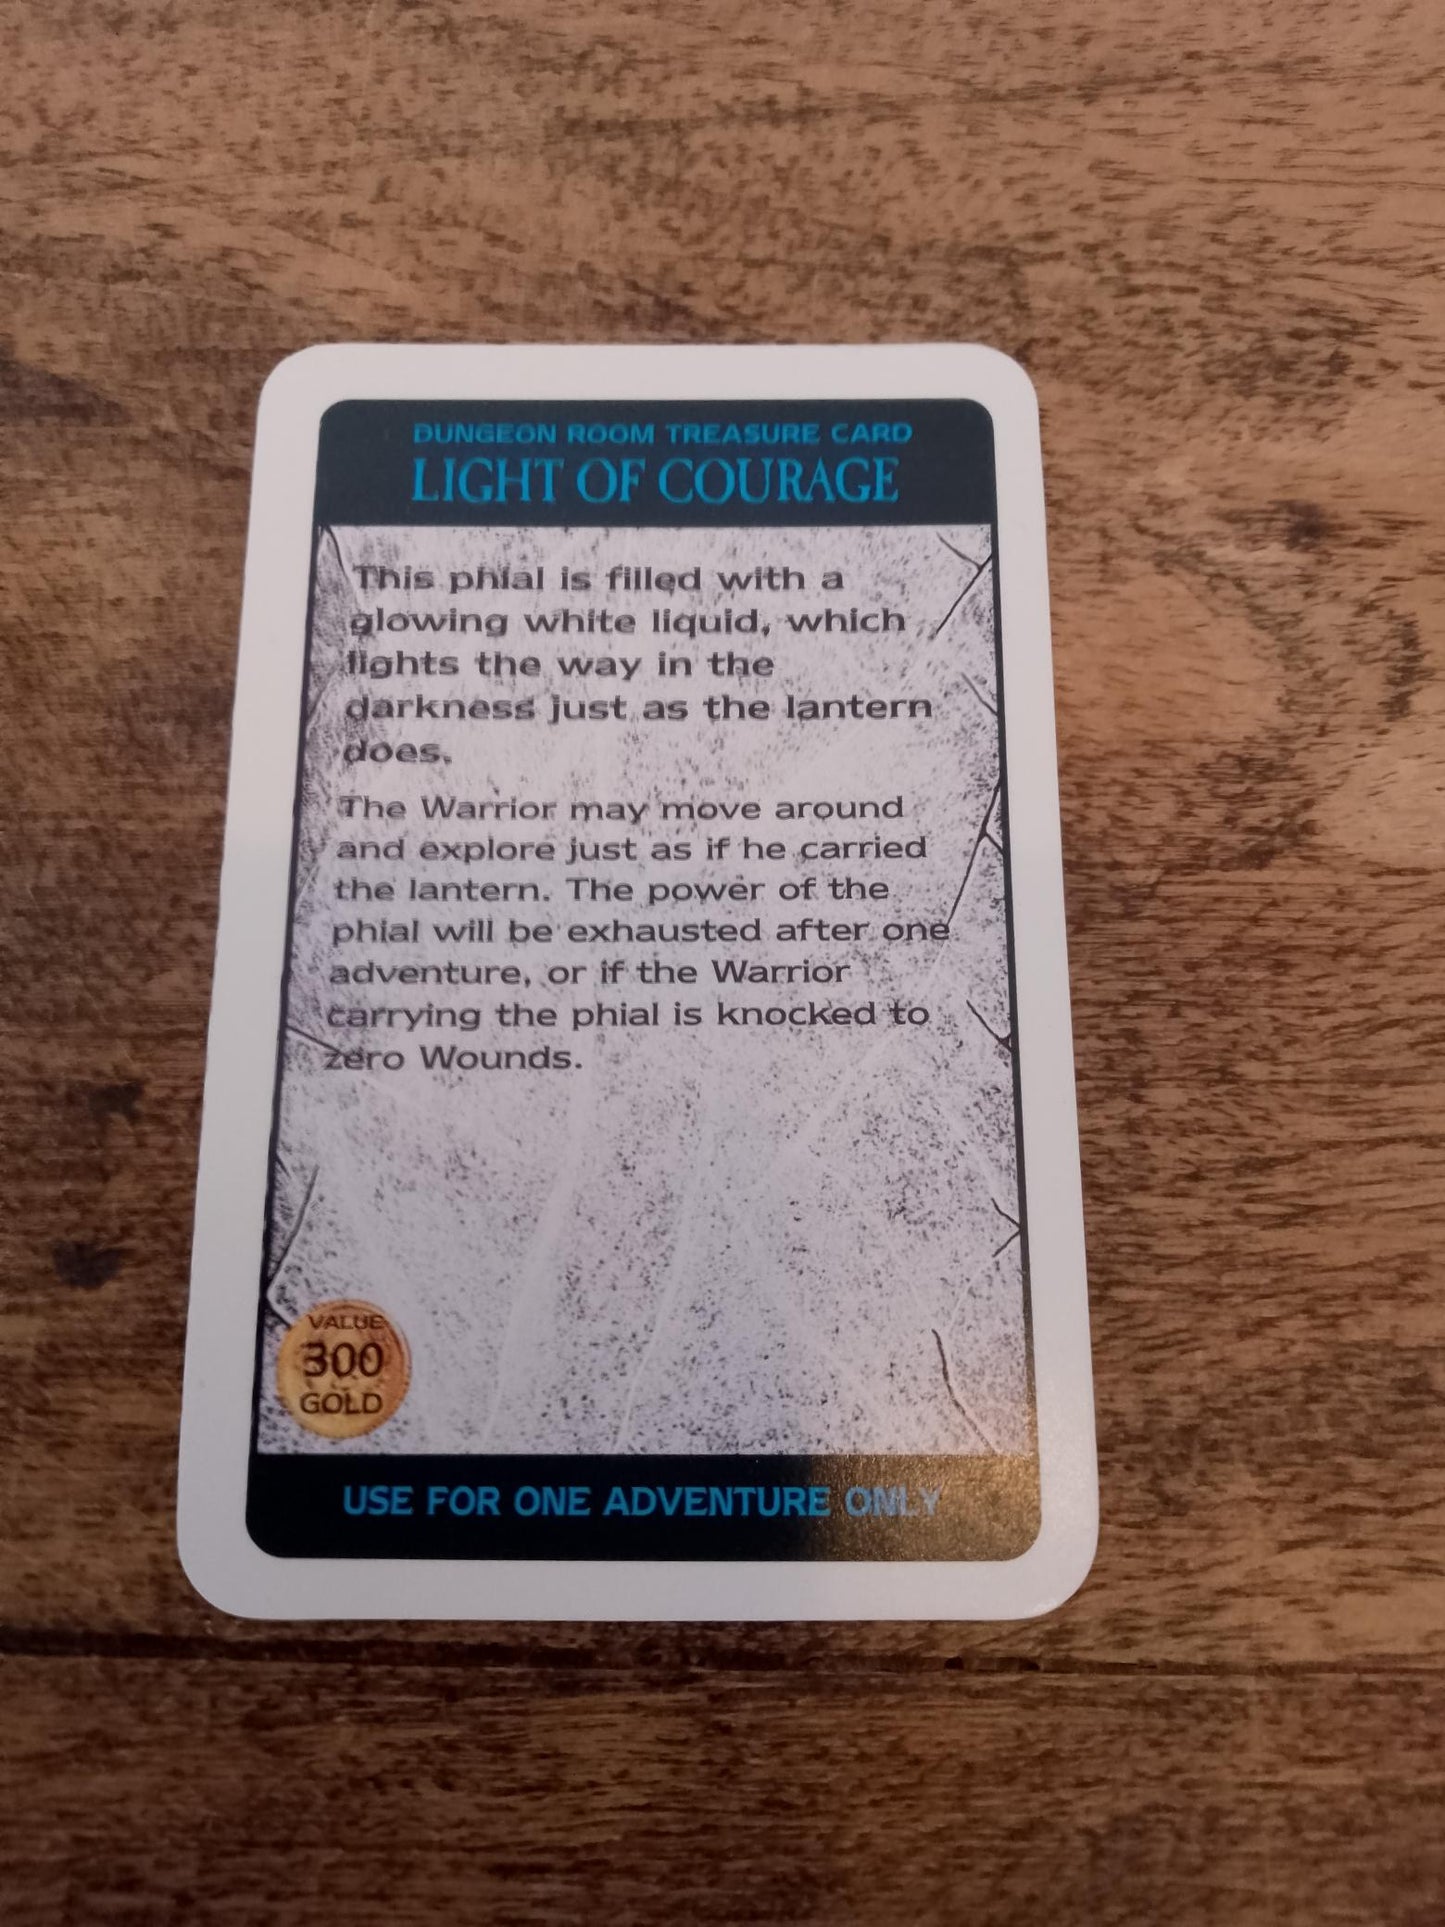 DUNGEON ROOM TREASURE CARD
LIGHT OF COURAGE
This phial is filled with a
glowing white liquid, which
lights the way in the
darkness just as the lantern
does.
The Warrior may move around
and explore just as if he carried
the lantern. The power of the
phial will be exhausted after one
adventure, or if the Warrior
carrying the phial is knocked to
zero Wounds.
VALUE
300
GOLD
USE FOR ONE ADVENTURE ONLY